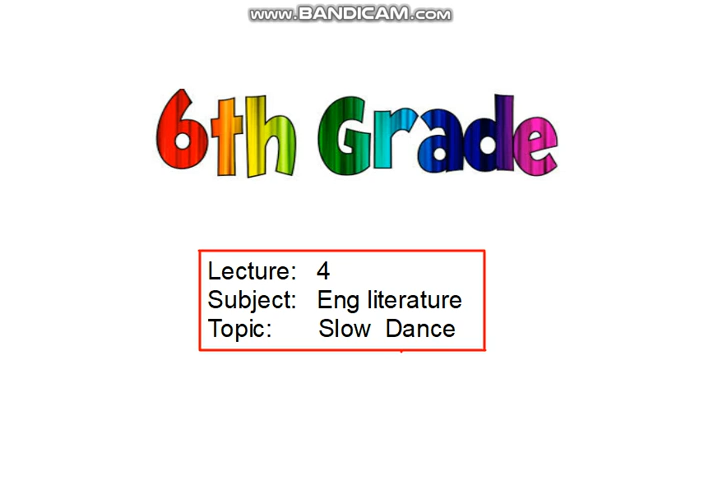 www.BANDICAM.com
6th Grade
Lecture: 4
Subject: Eng literature
Topic: Slow Dance